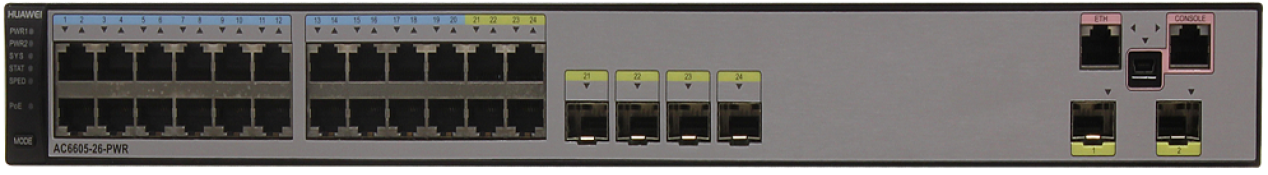 HUAWEI
PWR1
PWR2
SYS
STAT
SPED
PoE
MODE
1 2 3 4 5 6 7 8 9 10 11 12
13 14 15 16 17 18 19 20 21 22 23 24
21 22 23 24
ETH
CONSOLE
1 2
AC6605-26-PWR